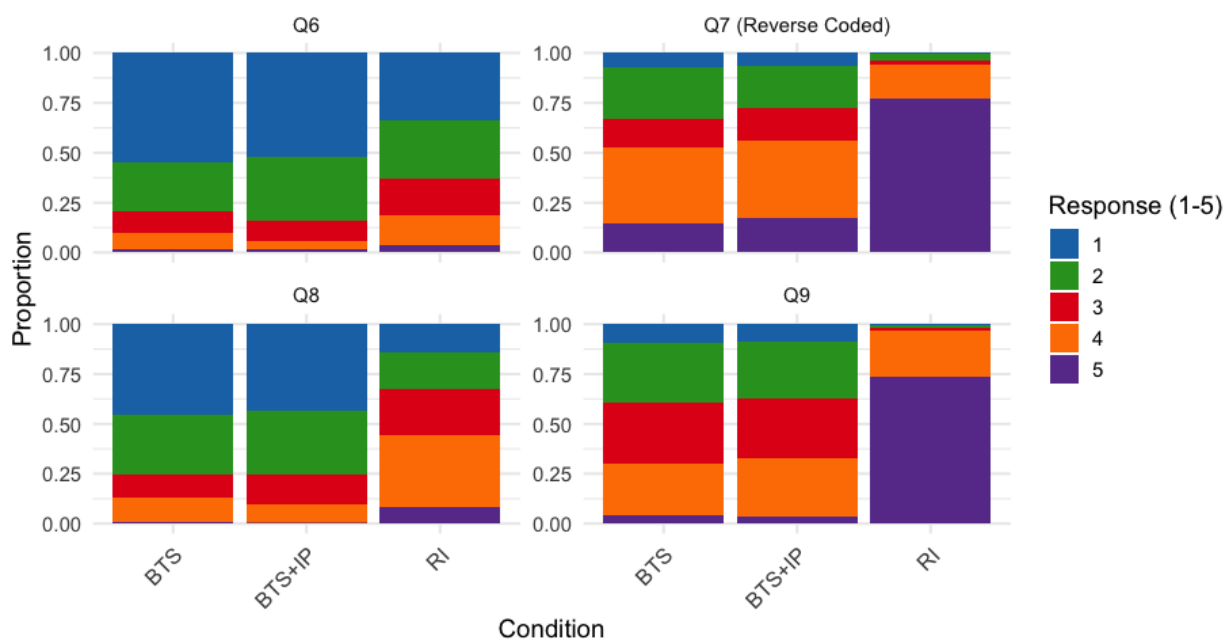 Q6
Q7 (Reverse Coded)
1.00
0.75
0.50
0.25
0.00
1.00
0.75
0.50
0.25
0.00
Q8
Q9
1.00
0.75
0.50
0.25
0.00
1.00
0.75
0.50
0.25
0.00
BTS
BTS+IP
RI
BTS
BTS+IP
RI
Proportion
Condition
Response (1-5)
1
2
3
4
5